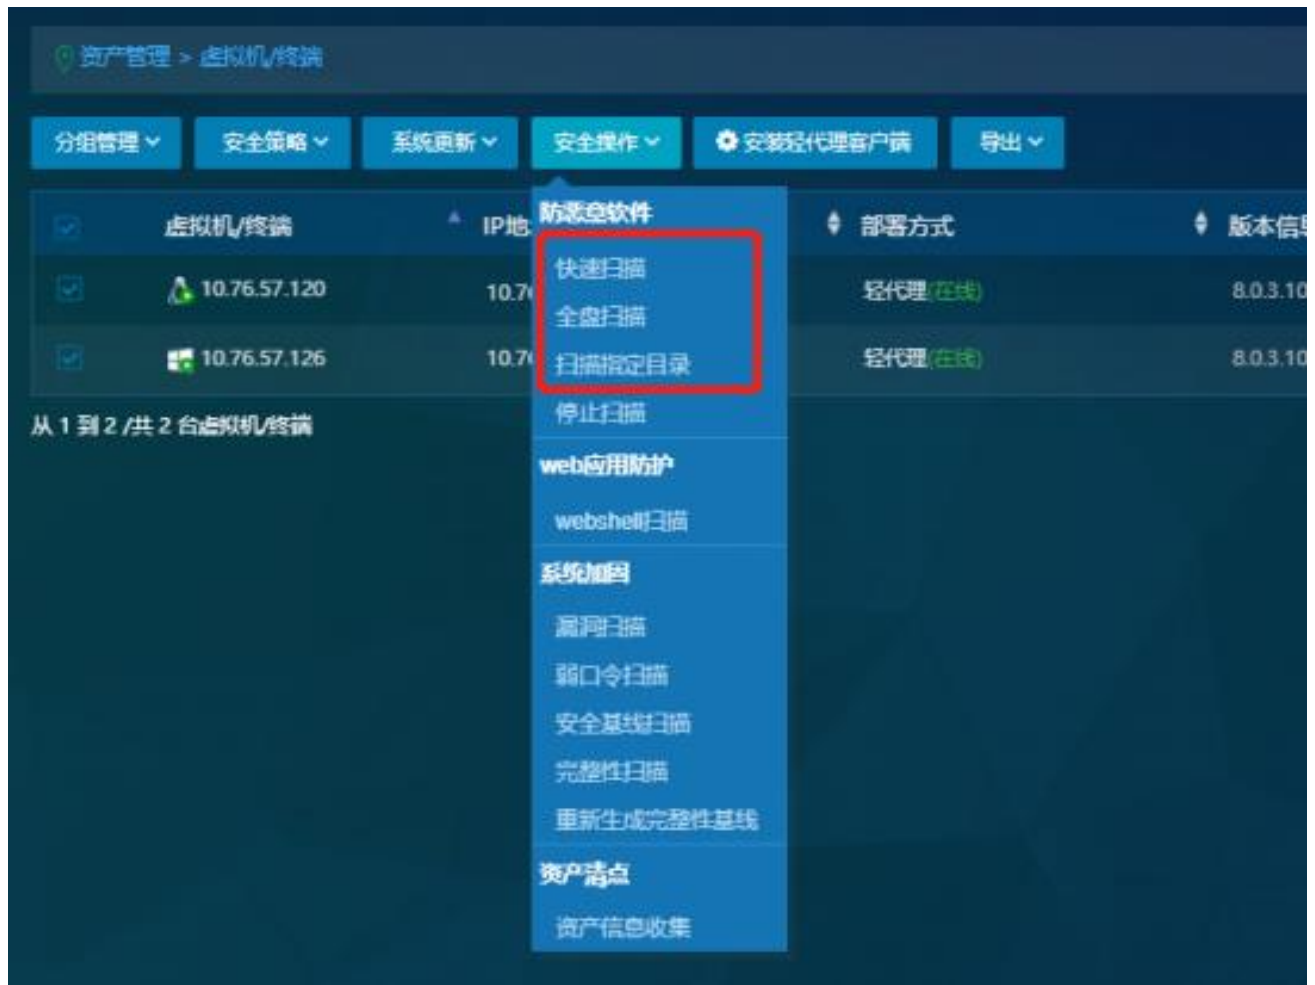 资产管理 > 虚拟机/终端
分组管理 安全策略 系统更新 安全操作 安装轻代理客户端 导出
虚拟机/终端 IP地 部署方式 版本信
10.76.57.120 10.7 轻代理(在线) 8.0.3.10
10.76.57.126 10.7 轻代理(在线) 8.0.3.10
从 1 到 2 /共 2 台虚拟机/终端
防恶意软件
快速扫描
全盘扫描
扫描指定目录
停止扫描
web应用防护
webshell扫描
系统加固
漏洞扫描
弱口令扫描
安全基线扫描
完整性扫描
重新生成完整性基线
资产清点
资产信息收集